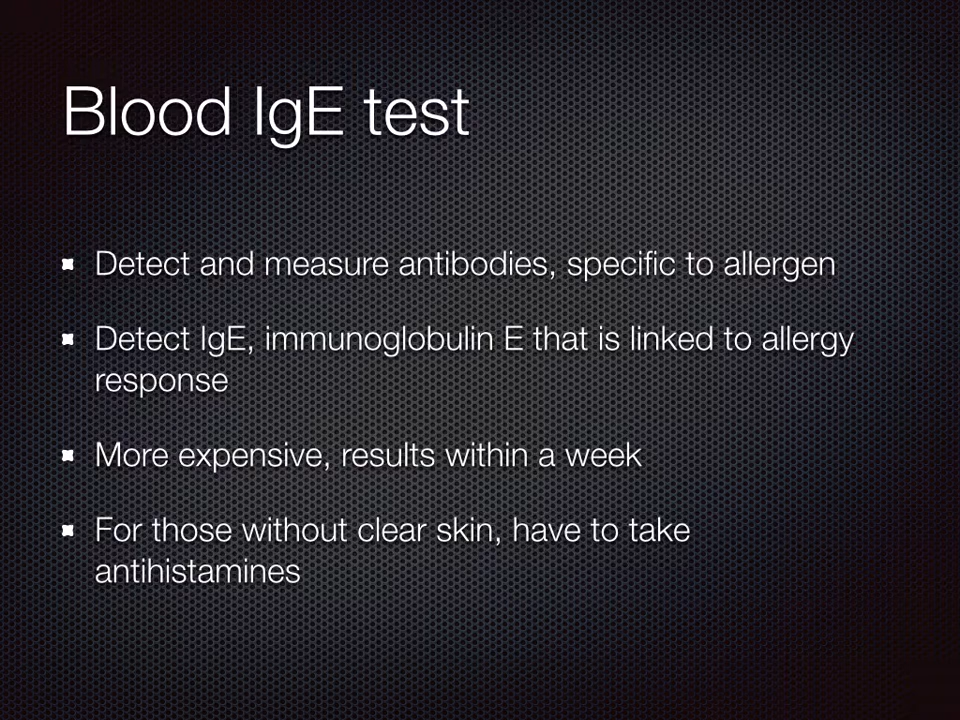 Blood IgE test
Detect and measure antibodies, specific to allergen
Detect IgE, immunoglobulin E that is linked to allergy
response
More expensive, results within a week
For those without clear skin, have to take
antihistamines